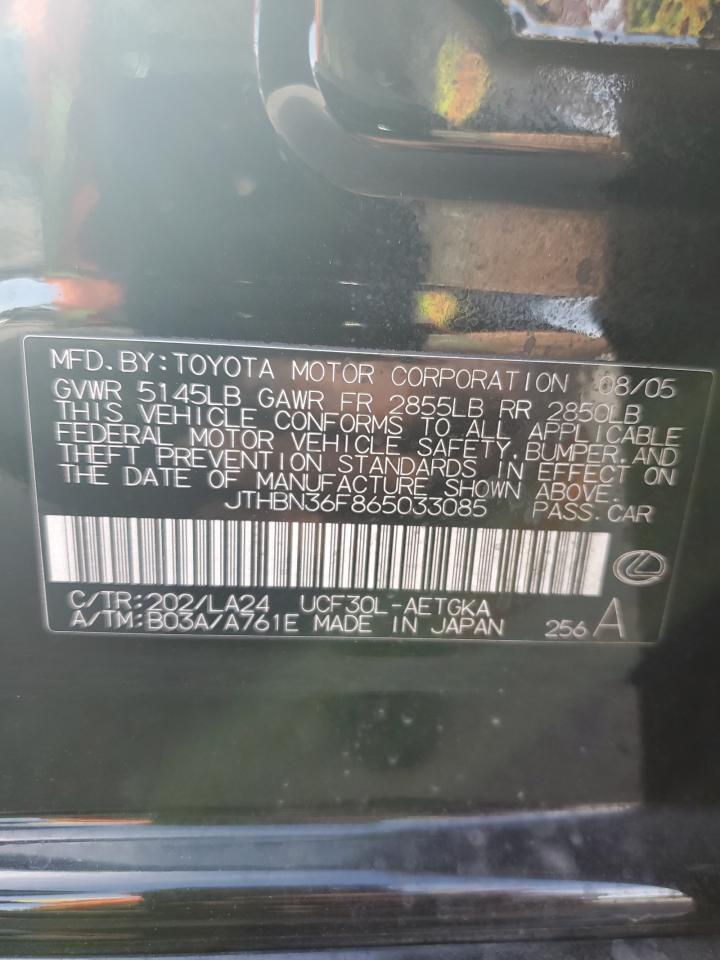 MFD.BY:TOYOTA MOTOR CORPORATION 08/05
GVWR 5145LB GAWR FR 2855LB RR 2850LB
THIS VEHICLE CONFORMS TO ALL APPLICABLE
FEDERAL MOTOR VEHICLE SAFETY,BUMPER,AND
THEFT PREVENTION STANDARDS IN EFFECT ON
THE DATE OF MANUFACTURE SHOWN ABOVE.
JTHBN36F865033085 PASS.CAR
C/TR:202/LA24 UCF30L-AETGKA
A/TM:B03A/A761E MADE IN JAPAN 256 A